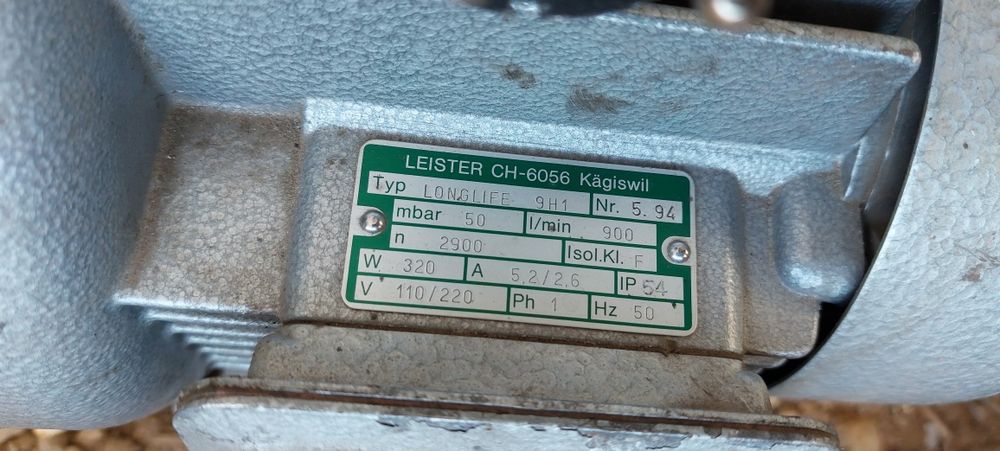 LEISTER CH-6056 Kägiswil
Typ LONGLIFE 9H1 Nr. 5.94
mbar 50 l/min 900
n 2900 Isol.Kl. F
W 320 A 5,2/2,6 IP 54
V 110/220 Ph 1 Hz 50